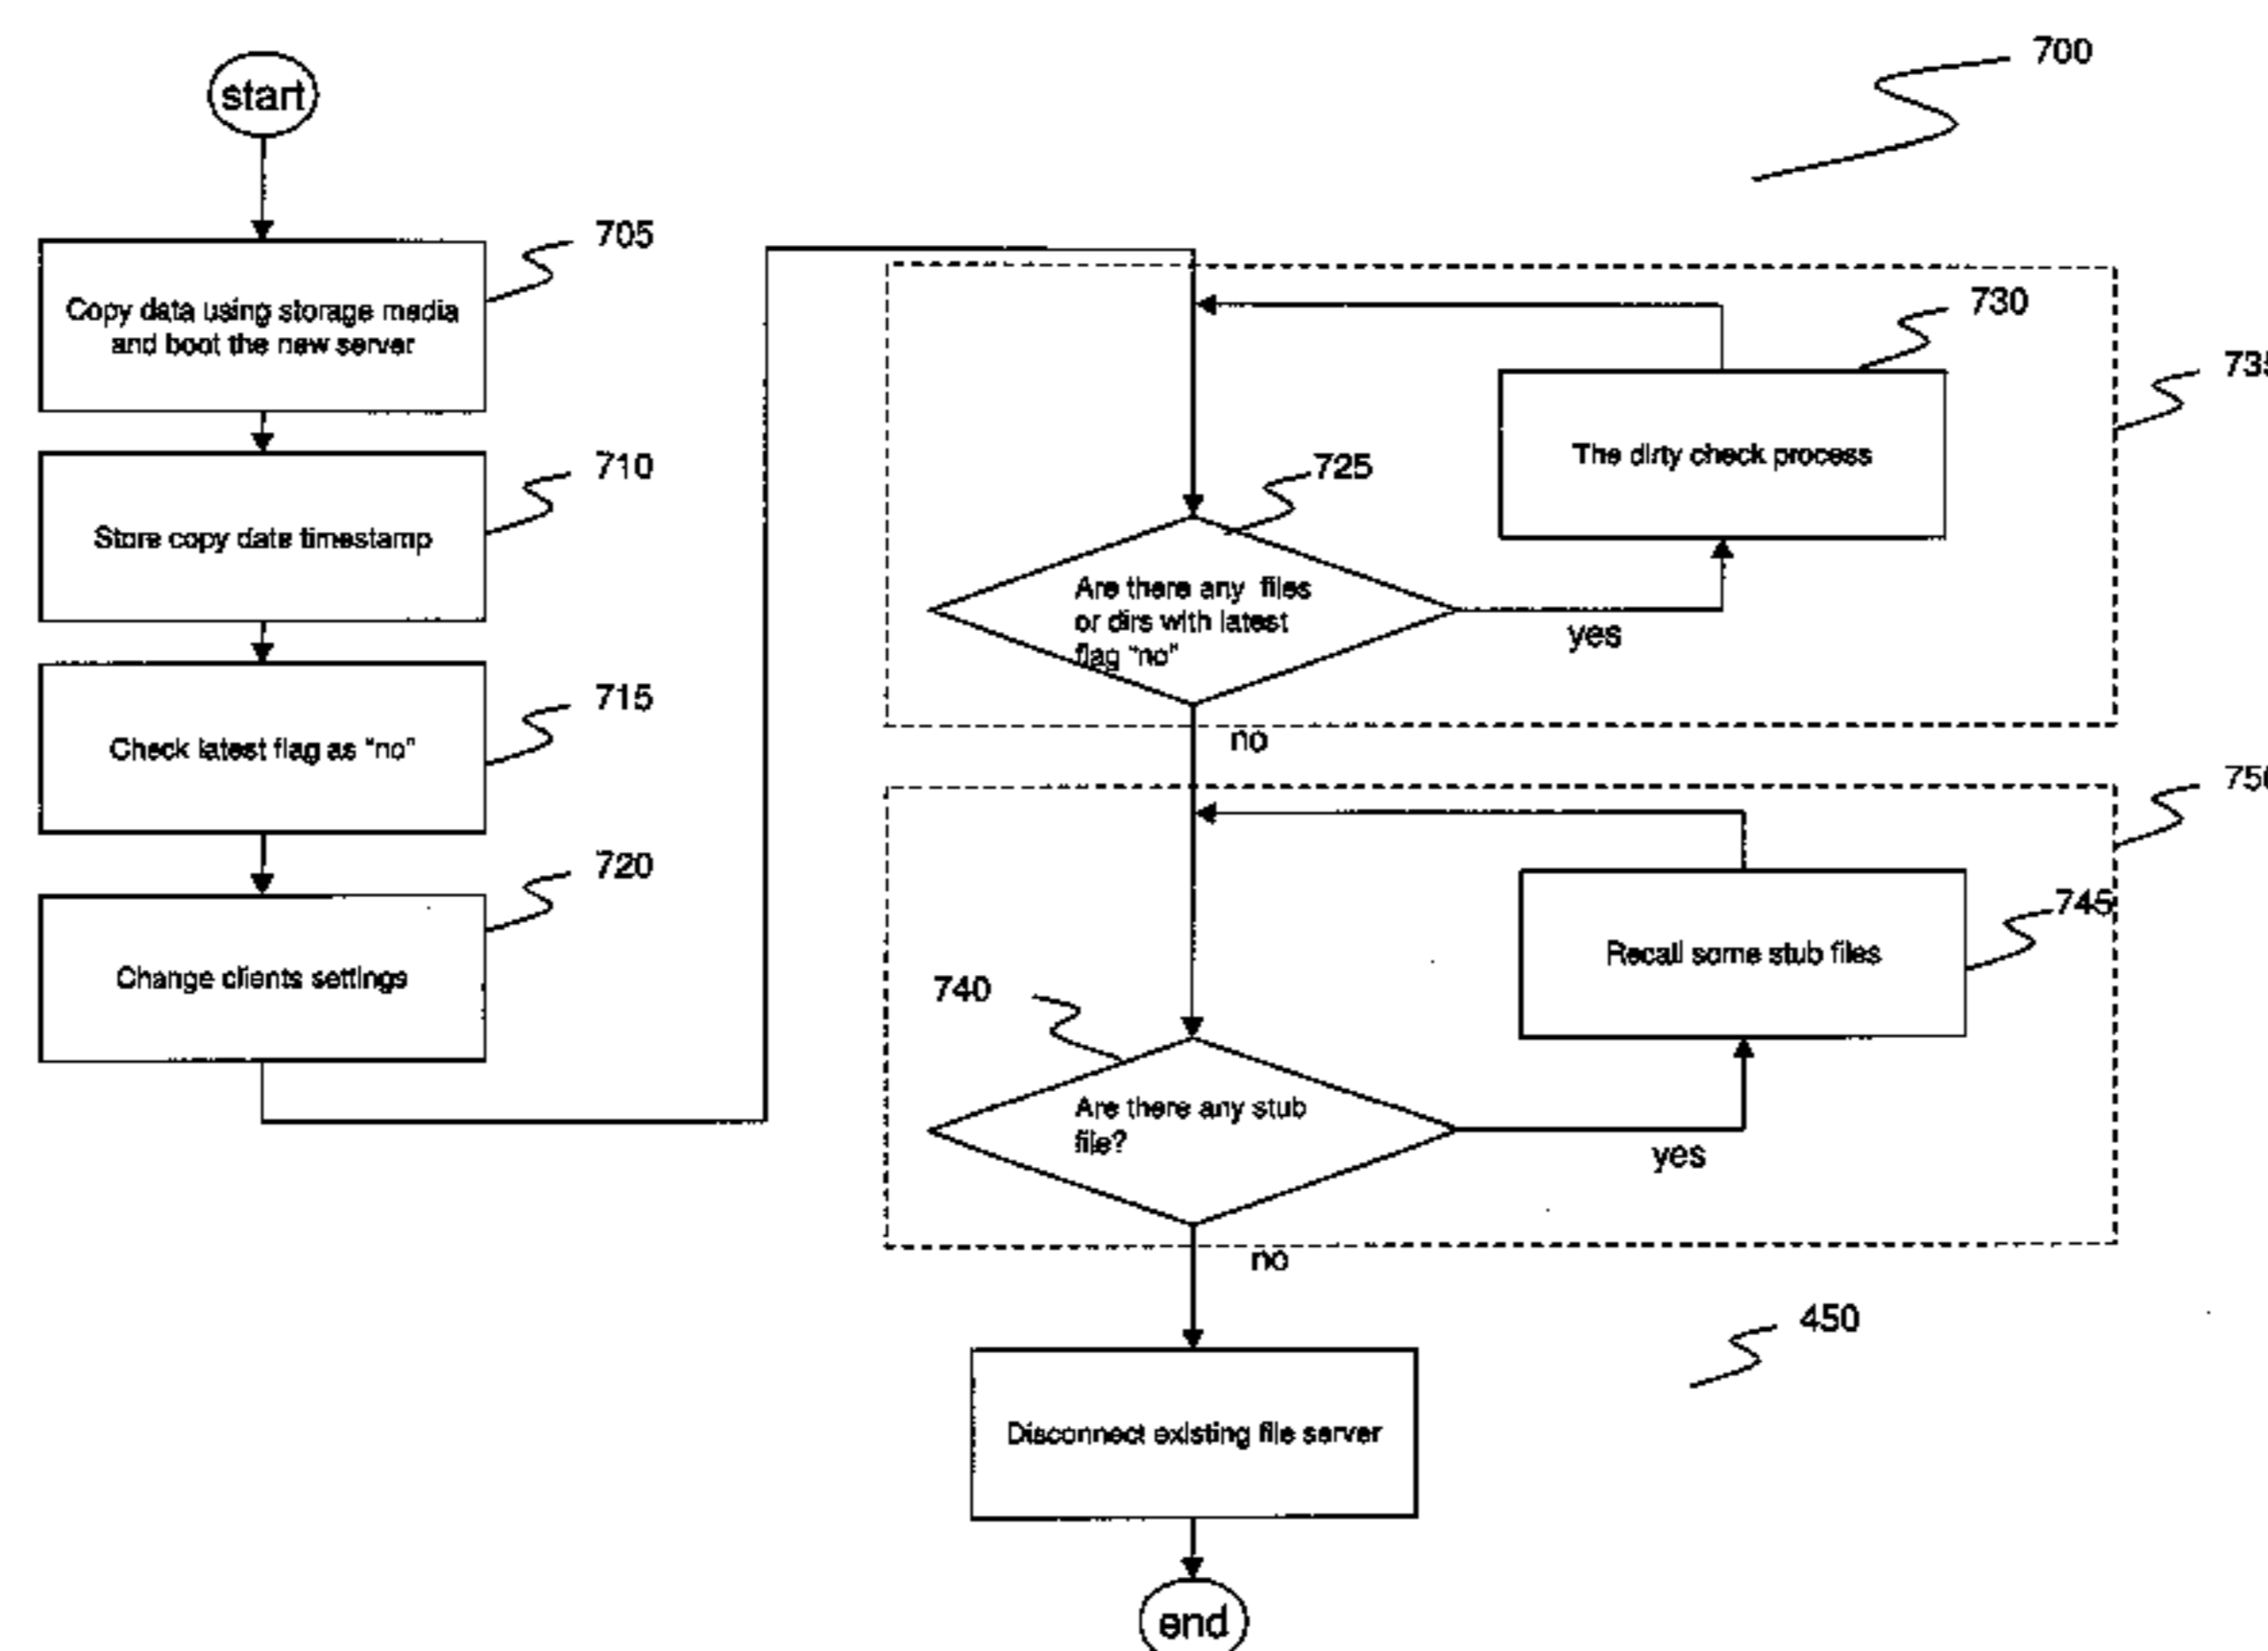 start
700
705
Copy data using storage media
and boot the new server
710
Store copy date timestamp
715
Check latest flag as "no"
720
Change clients settings
730
735
The dirty check process
725
Are there any files
or dirs with latest
flag "no"
yes
no
750
745
Recall some stub files
740
Are there any stub
file?
yes
no
450
Disconnect existing file server
end